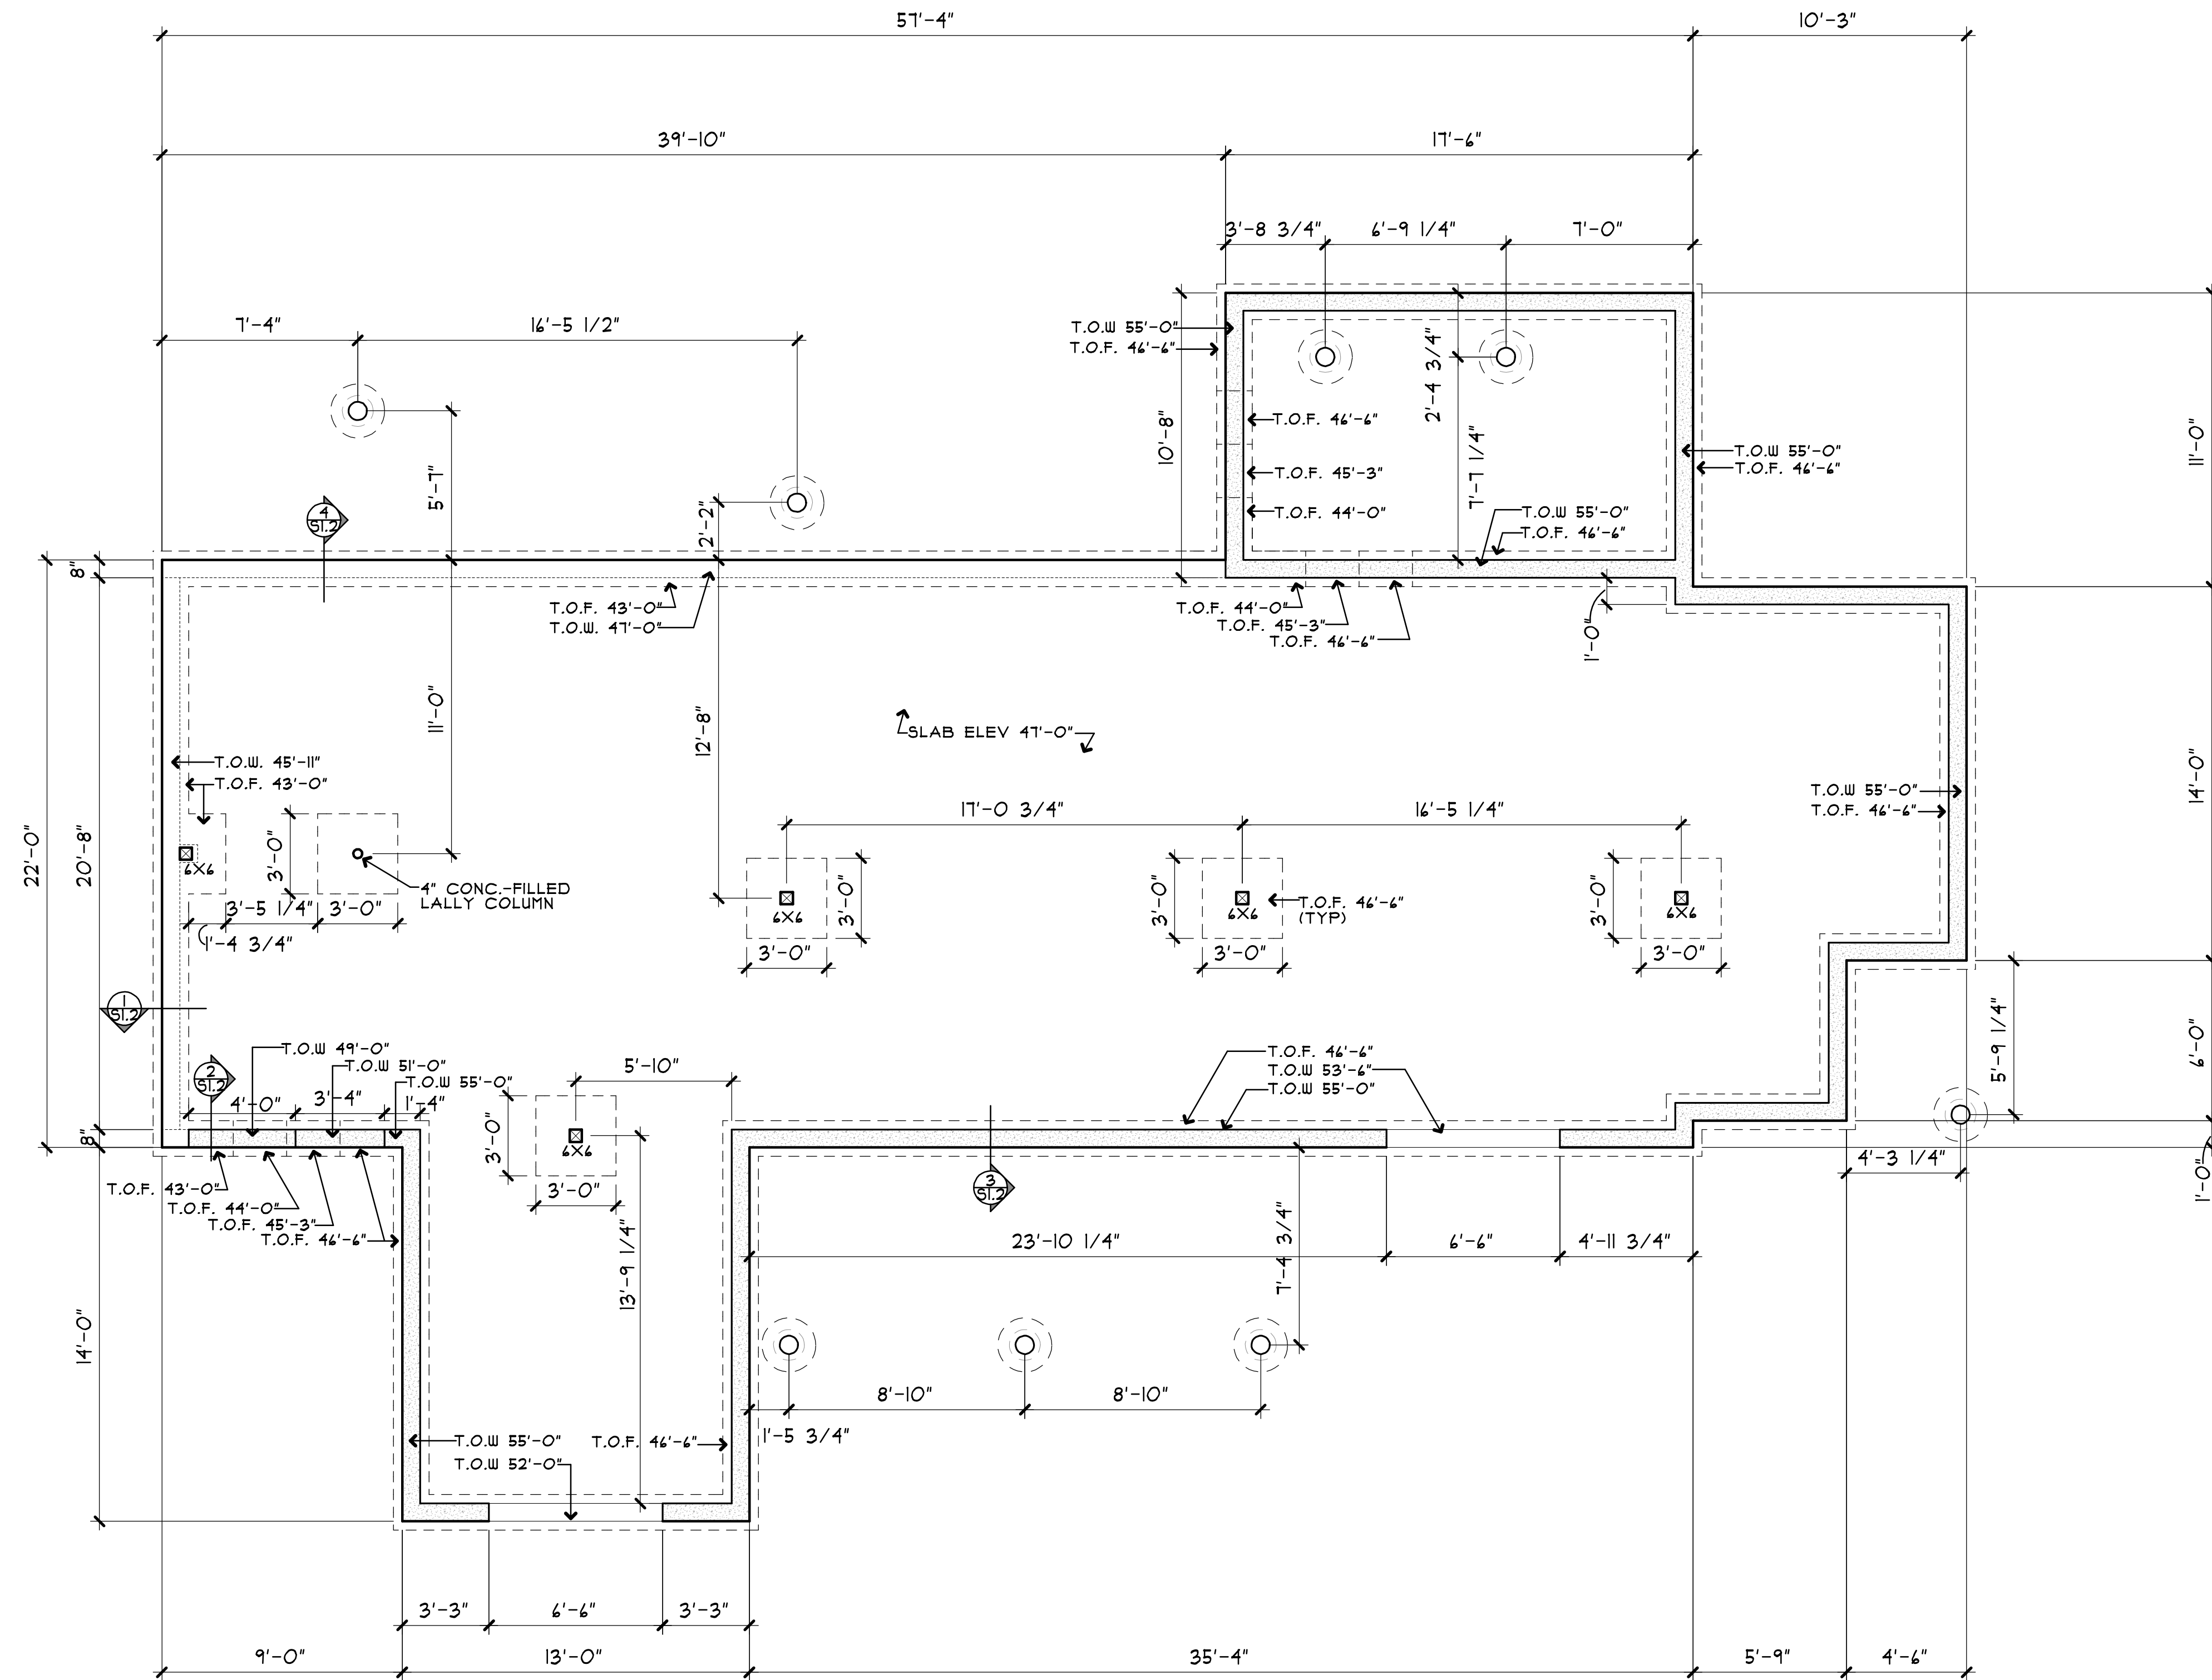 57'-4"
10'-3"
39'-10"
17'-6"
3'-8 3/4"
6'-9 1/4"
7'-0"
7'-4"
16'-5 1/2"
T.O.W 55'-0"
T.O.F. 46'-6"
2'-4 3/4"
10'-8"
T.O.F. 46'-6"
7'-7 1/4"
T.O.F. 45'-3"
T.O.F. 44'-0"
T.O.W 55'-0"
T.O.F. 46'-6"
T.O.W 55'-0"
T.O.F. 46'-6"
11'-0"
5'-7"
2'-2"
4
S1.2
8"
T.O.F. 43'-0"
T.O.W. 47'-0"
T.O.F. 44'-0"
T.O.F. 45'-3"
T.O.F. 46'-6"
1'-0"
22'-0"
20'-8"
11'-0"
12'-8"
SLAB ELEV 47'-0"
14'-0"
T.O.W. 45'-11"
T.O.F. 43'-0"
17'-0 3/4"
16'-5 1/4"
T.O.W 55'-0"
T.O.F. 46'-6"
6X6
3'-0"
4" CONC.-FILLED
LALLY COLUMN
3'-5 1/4"
3'-0"
1'-4 3/4"
6X6
3'-0"
3'-0"
3'-0"
6X6
T.O.F. 46'-6"
(TYP)
3'-0"
3'-0"
6X6
3'-0"
1
S1.2
5'-9 1/4"
6'-0"
2
S1.2
T.O.W 49'-0"
T.O.W 51'-0"
T.O.W 55'-0"
4'-0"
3'-4"
1'-4"
5'-10"
T.O.F. 46'-6"
T.O.W 53'-6"
T.O.W 55'-0"
8"
3'-0"
6X6
3'-0"
4'-3 1/4"
1'-0"
3
S1.2
T.O.F. 43'-0"
T.O.F. 44'-0"
T.O.F. 45'-3"
T.O.F. 46'-6"
13'-9 1/4"
23'-10 1/4"
7'-4 3/4"
6'-6"
4'-11 3/4"
14'-0"
8'-10"
8'-10"
1'-5 3/4"
T.O.W 55'-0"
T.O.F. 46'-6"
T.O.W 52'-0"
3'-3"
6'-6"
3'-3"
9'-0"
13'-0"
35'-4"
5'-9"
4'-6"